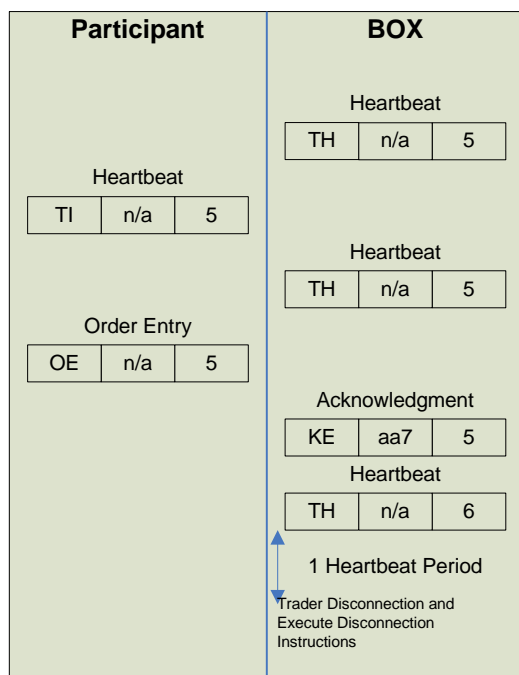 Participant
BOX
Heartbeat
TH n/a 5
Heartbeat
TI n/a 5
Heartbeat
TH n/a 5
Order Entry
OE n/a 5
Acknowledgment
KE aa7 5
Heartbeat
TH n/a 6
1 Heartbeat Period
Trader Disconnection and
Execute Disconnection
Instructions